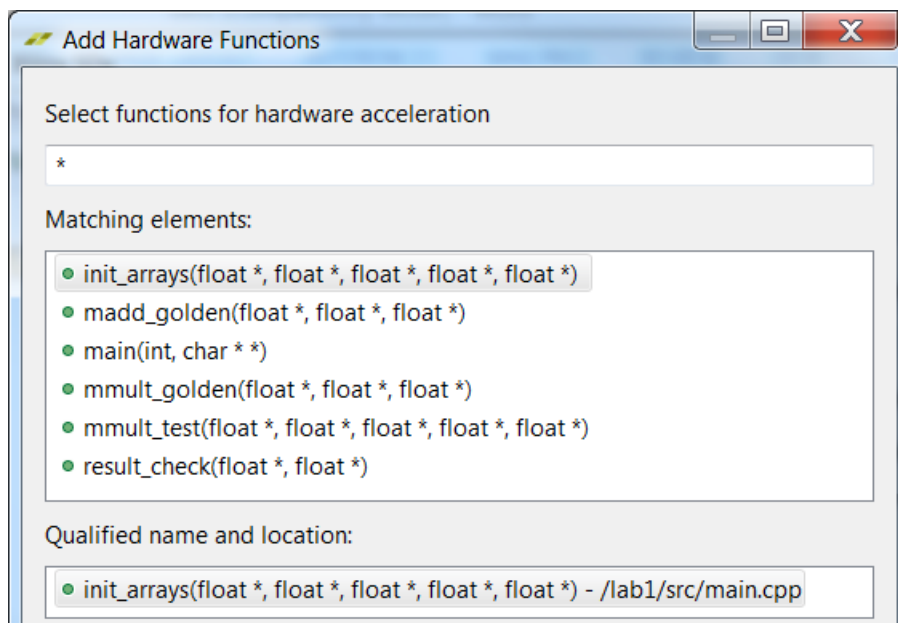 Add Hardware Functions
Select functions for hardware acceleration
*
Matching elements:
init_arrays(float *, float *, float *, float *, float *)
madd_golden(float *, float *, float *)
main(int, char * *)
mmult_golden(float *, float *, float *)
mmult_test(float *, float *, float *, float *, float *)
result_check(float *, float *)
Qualified name and location:
init_arrays(float *, float *, float *, float *, float *) - /lab1/src/main.cpp